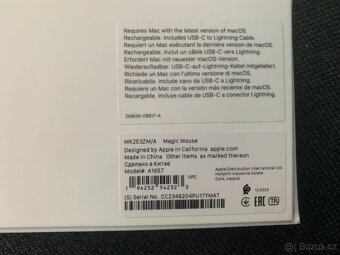 Requires Mac with the latest version of macOS.
Rechargeable. Includes USB-C to Lightning Cable.
Requiert un Mac exécutant la dernière version de macOS.
Rechargeable. Inclut un câble USB-C vers Lightning.
Erfordert Mac mit neuester macOS-Version.
Wiederaufladbar. USB-C-auf-Lightning-Kabel mitgeliefert.
Richiede un Mac con l'ultima versione di macOS.
Ricaricabile. Include cavo da USB-C a Lightning.
Requiere un Mac con la versión más reciente de macOS.
Recargable. Incluye cable de USB-C a conector Lightning.
ZM826-09917-A
MK2E3ZM/A Magic Mouse
Designed by Apple in California apple.com
Made in China Other items as marked thereon
Сделано в Китае
Model#: A1657
UPC
1 94252 54232 3
(S) Serial No. CC2348204PU17YMAT
Apple Distribution International Ltd.
Hollyhill Industrial Estate
Cork, Ireland
12/2023
EAC
bazos.cz